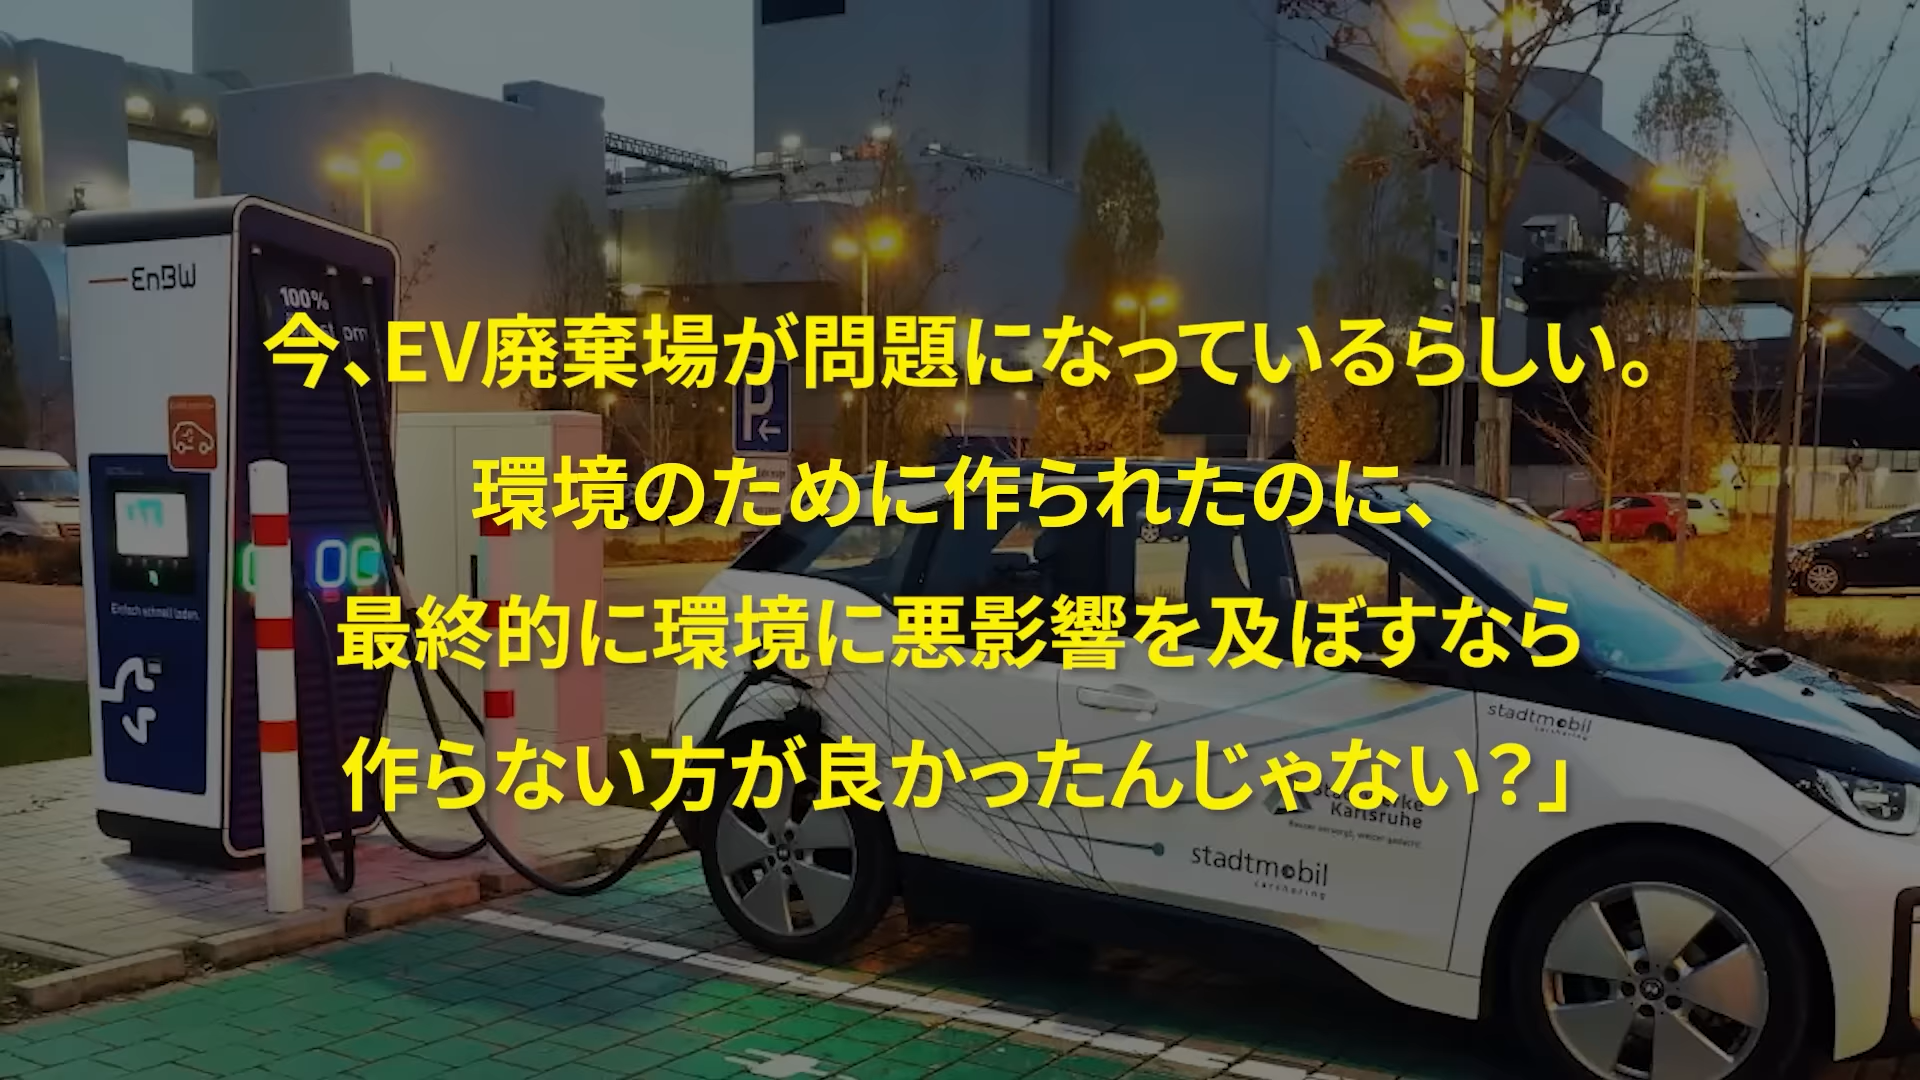 EnBW
100%
今、EV廃棄場が問題になっているらしい。
環境のために作られたのに、
最終的に環境に悪影響を及ぼすなら
作らない方が良かったんじゃない？」
P
Einfach schnell laden.
stadtmobil
carsharing
Karlsruhe
stadtmobil
carsharing